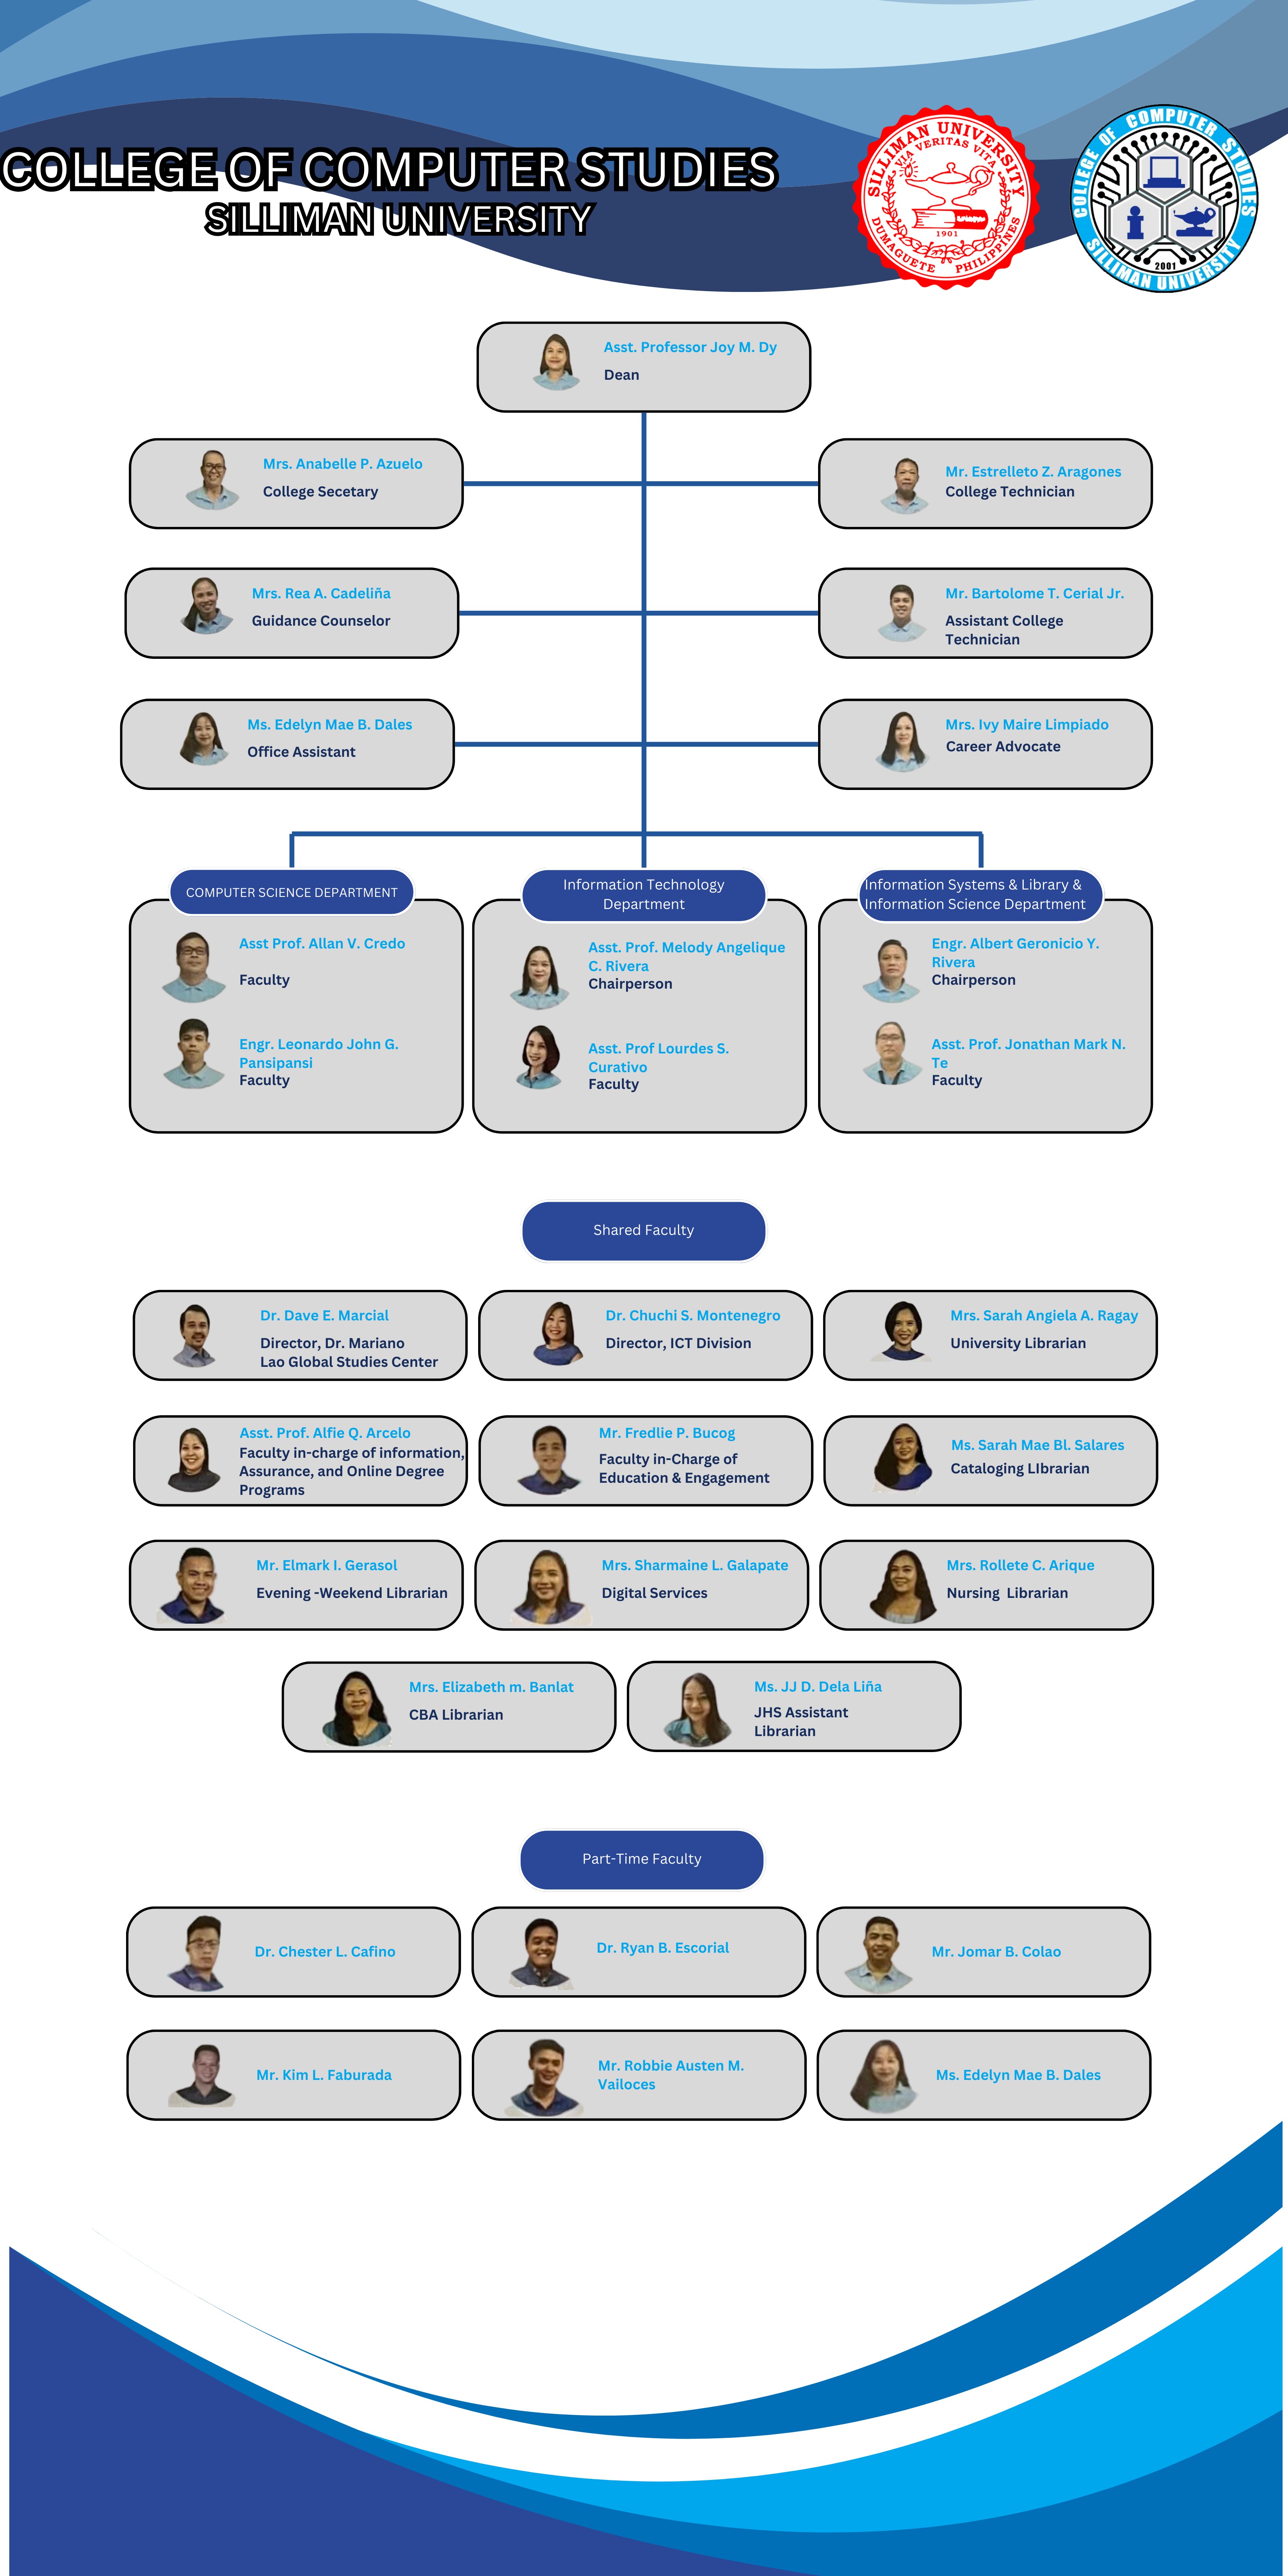 COLLEGE OF COMPUTER STUDIES
SILLIMAN UNIVERSITY
SILLIMAN UNIVERSITY
VIA VERITAS VITA
1901
DUMAGUETE PHILIPPINES
COLLEGE OF COMPUTER STUDIES
2001
SILLIMAN UNIVERSITY
Asst. Professor Joy M. Dy
Dean
Mrs. Anabelle P. Azuelo
College Secetary
Mr. Estrelleto Z. Aragones
College Technician
Mrs. Rea A. Cadeliña
Guidance Counselor
Mr. Bartolome T. Cerial Jr.
Assistant College
Technician
Ms. Edelyn Mae B. Dales
Office Assistant
Mrs. Ivy Maire Limpiado
Career Advocate
COMPUTER SCIENCE DEPARTMENT
Asst Prof. Allan V. Credo
Faculty
Engr. Leonardo John G.
Pansipansi
Faculty
Information Technology
Department
Asst. Prof. Melody Angelique
C. Rivera
Chairperson
Asst. Prof Lourdes S.
Curativo
Faculty
Information Systems & Library &
Information Science Department
Engr. Albert Geronicio Y.
Rivera
Chairperson
Asst. Prof. Jonathan Mark N.
Te
Faculty
Shared Faculty
Dr. Dave E. Marcial
Director, Dr. Mariano
Lao Global Studies Center
Dr. Chuchi S. Montenegro
Director, ICT Division
Mrs. Sarah Angiela A. Ragay
University Librarian
Asst. Prof. Alfie Q. Arcelo
Faculty in-charge of information,
Assurance, and Online Degree
Programs
Mr. Fredlie P. Bucog
Faculty in-Charge of
Education & Engagement
Ms. Sarah Mae Bl. Salares
Cataloging LIbrarian
Mr. Elmark I. Gerasol
Evening -Weekend Librarian
Mrs. Sharmaine L. Galapate
Digital Services
Mrs. Rollete C. Arique
Nursing  Librarian
Mrs. Elizabeth m. Banlat
CBA Librarian
Ms. JJ D. Dela Liña
JHS Assistant
Librarian
Part-Time Faculty
Dr. Chester L. Cafino
Dr. Ryan B. Escorial
Mr. Jomar B. Colao
Mr. Kim L. Faburada
Mr. Robbie Austen M.
Vailoces
Ms. Edelyn Mae B. Dales